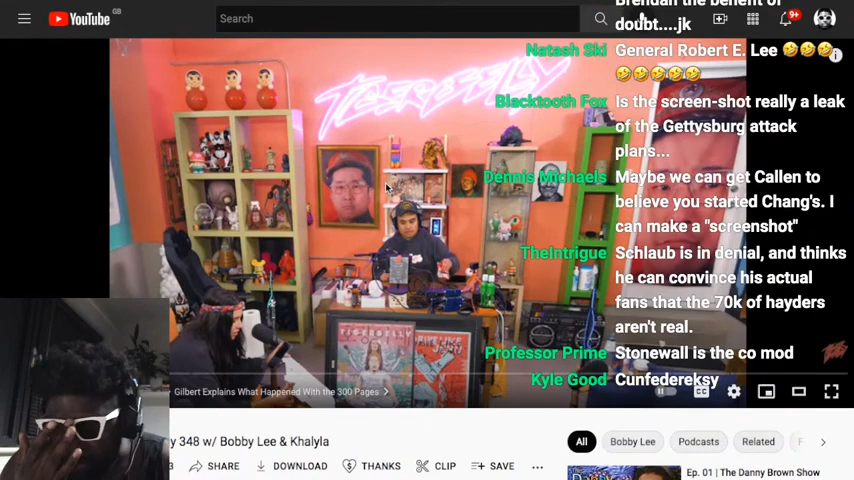 Brendan the benefit of
doubt....jk
YouTube GB
Search
9+
Natash Ski General Robert E. Lee 🤣🤣🤣
🤣🤣🤣🤣🤣
Blacktooth Fox Is the screen-shot really a leak
of the Gettysburg attack
plans...
Dennis Michaels Maybe we can get Callen to
believe you started Chang's. I
can make a "screenshot"
TheIntrigue Schlaub is in denial, and thinks
he can convince his actual
fans that the 70k of hayders
aren't real.
Professor Prime Stonewall is the co mod
Kyle Good Cunfedereksy
TIGERBELLY
TIGERBELLY
Gilbert Explains What Happened With the 300 Pages
CC
y 348 w/ Bobby Lee & Khalyla
3 SHARE DOWNLOAD THANKS CLIP SAVE ...
All Bobby Lee Podcasts Related F
Ep. 01 | The Danny Brown Show